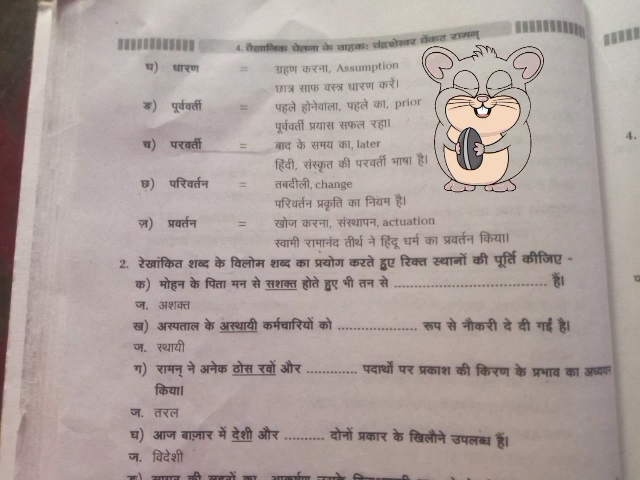 4. वैज्ञानिक चेतना के वाहक: चंद्रशेखर वेंकट रामन्
घ) धारण = ग्रहण करना, Assumption
छात्र साफ वस्त्र धारण करें।
ङ) पूर्ववर्ती = पहले होनेवाला, पहले का, prior
पूर्ववर्ती प्रयास सफल रहा।
च) परवर्ती = बाद के समय का, later
हिंदी, संस्कृत की परवर्ती भाषा है।
छ) परिवर्तन = तबदीली, change
परिवर्तन प्रकृति का नियम है।
ज़) प्रवर्तन = खोज करना, संस्थापन, actuation
स्वामी रामानंद तीर्थ ने हिंदू धर्म का प्रवर्तन किया।
2. रेखांकित शब्द के विलोम शब्द का प्रयोग करते हुए रिक्त स्थानों की पूर्ति कीजिए -
क) मोहन के पिता मन से सशक्त होते हुए भी तन से .................................. हैं।
ज. अशक्त
ख) अस्पताल के अस्थायी कर्मचारियों को .................. रूप से नौकरी दे दी गई है।
ज. स्थायी
ग) रामन् ने अनेक ठोस रवों और ............ पदार्थों पर प्रकाश की किरण के प्रभाव का अध्ययन
किया।
ज. तरल
घ) आज बाज़ार में देशी और ......... दोनों प्रकार के खिलौने उपलब्ध हैं।
ज. विदेशी
4.